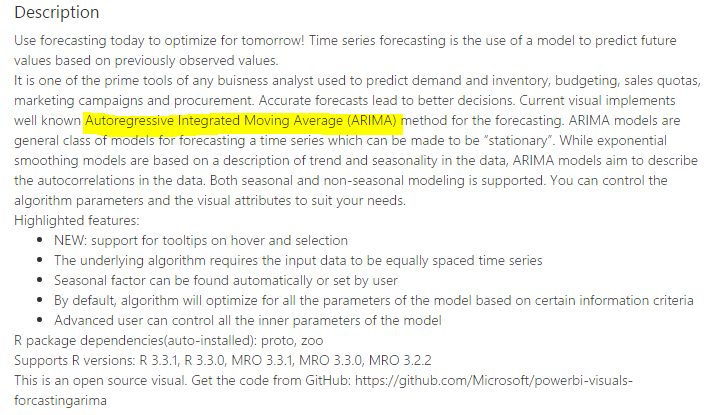 Description
Use forecasting today to optimize for tomorrow! Time series forecasting is the use of a model to predict future
values based on previously observed values.
It is one of the prime tools of any buisness analyst used to predict demand and inventory, budgeting, sales quotas,
marketing campaigns and procurement. Accurate forecasts lead to better decisions. Current visual implements
well known Autoregressive Integrated Moving Average (ARIMA) method for the forecasting. ARIMA models are
general class of models for forecasting a time series which can be made to be “stationary”. While exponential
smoothing models are based on a description of trend and seasonality in the data, ARIMA models aim to describe
the autocorrelations in the data. Both seasonal and non-seasonal modeling is supported. You can control the
algorithm parameters and the visual attributes to suit your needs.
Highlighted features:
• NEW: support for tooltips on hover and selection
• The underlying algorithm requires the input data to be equally spaced time series
• Seasonal factor can be found automatically or set by user
• By default, algorithm will optimize for all the parameters of the model based on certain information criteria
• Advanced user can control all the inner parameters of the model
R package dependencies(auto-installed): proto, zoo
Supports R versions: R 3.3.1, R 3.3.0, MRO 3.3.1, MRO 3.3.0, MRO 3.2.2
This is an open source visual. Get the code from GitHub: https://github.com/Microsoft/powerbi-visuals-
forcastingarima